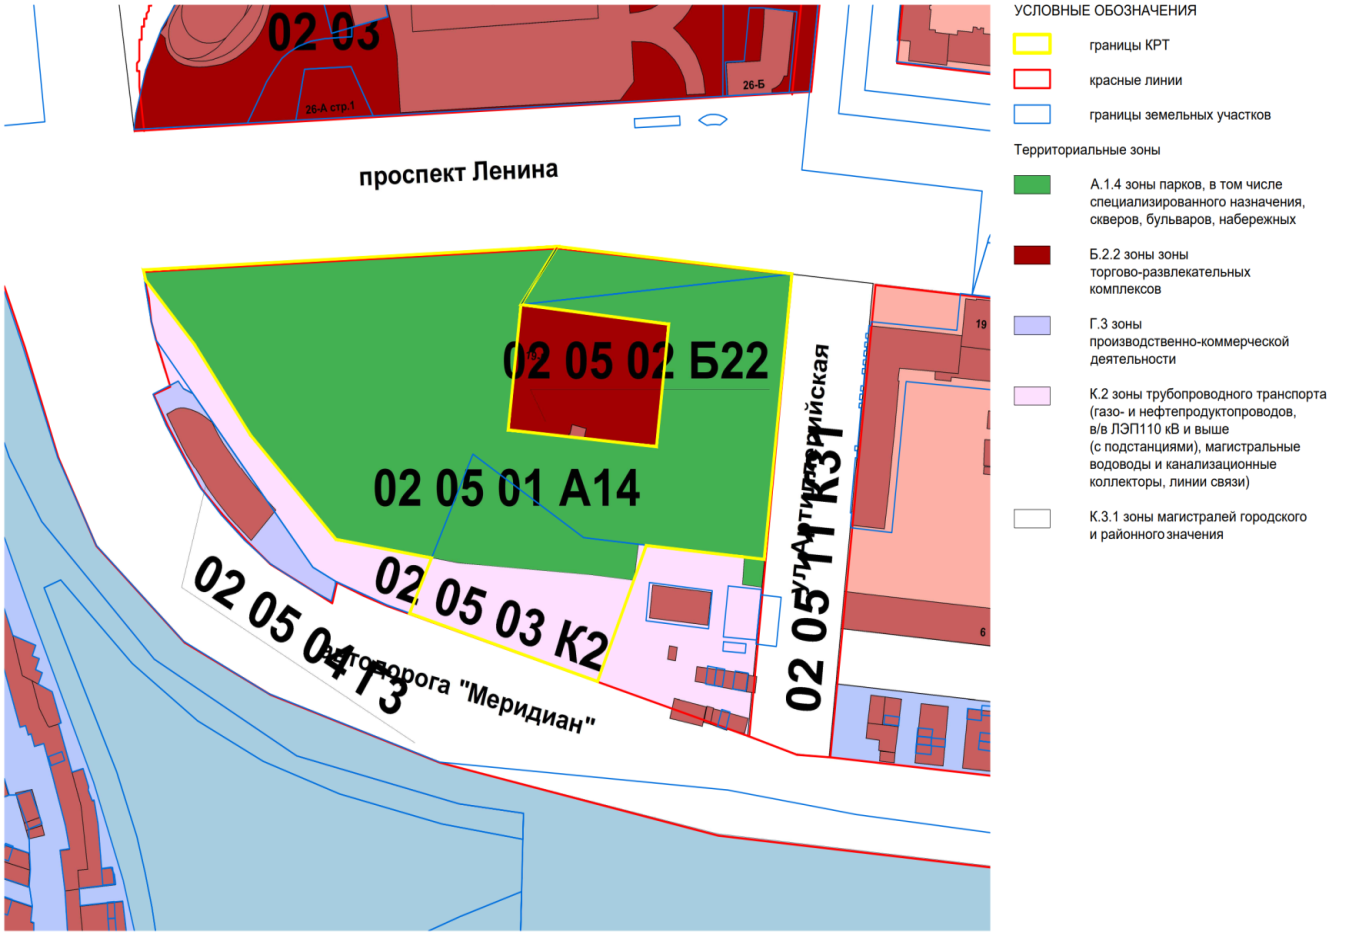 02 03
26-А стр.1
26-Б
проспект Ленина
02 05 02 Б22
02 05 01 А14
02 05 03 К2
02 05 04 Г3
автодорога "Меридиан"
ул. Артиллерийская
02 05 11 К31
19
6
УСЛОВНЫЕ ОБОЗНАЧЕНИЯ
границы КРТ
красные линии
границы земельных участков
Территориальные зоны
А.1.4 зоны парков, в том числе
специализированного назначения,
скверов, бульваров, набережных
Б.2.2 зоны зоны
торгово-развлекательных
комплексов
Г.3 зоны
производственно-коммерческой
деятельности
К.2 зоны трубопроводного транспорта
(газо- и нефтепродуктопроводов,
в/в ЛЭП110 кВ и выше
(с подстанциями), магистральные
водоводы и канализационные
коллекторы, линии связи)
К.3.1 зоны магистралей городского
и районного значения